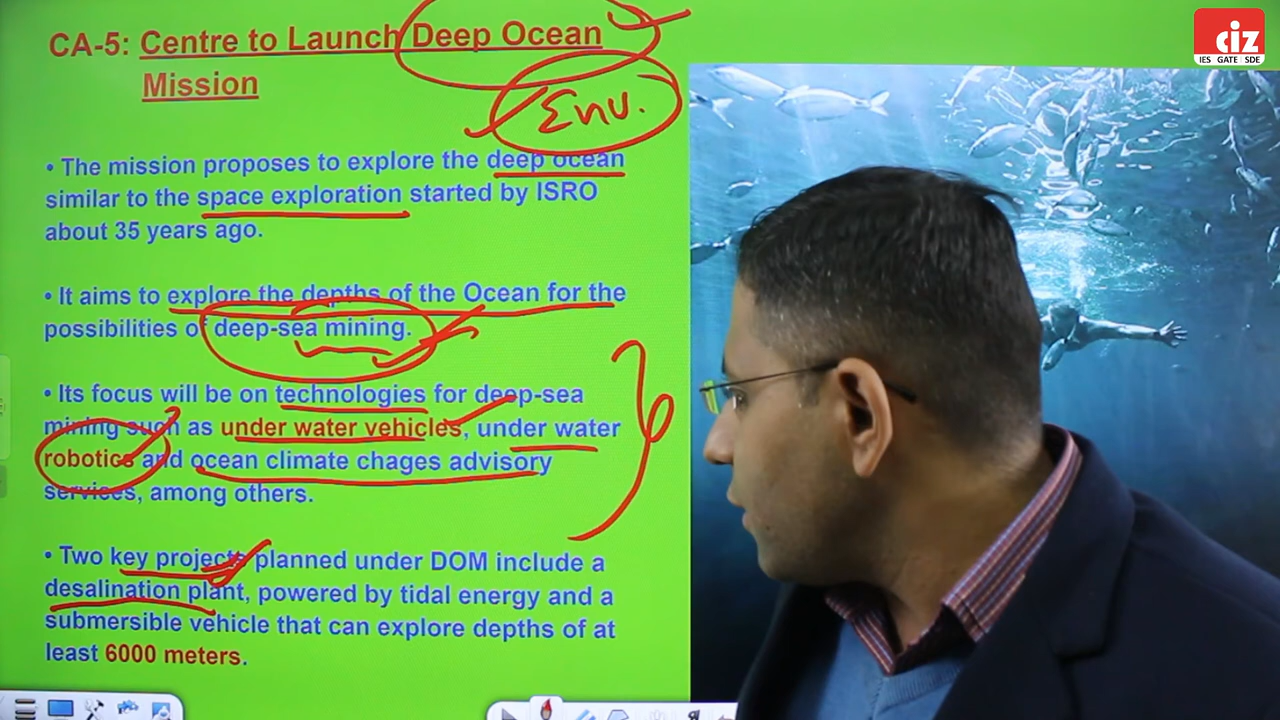 CA-5: Centre to Launch Deep Ocean
Mission
Env.
• The mission proposes to explore the deep ocean
similar to the space exploration started by ISRO
about 35 years ago.
• It aims to explore the depths of the Ocean for the
possibilities of deep-sea mining.
• Its focus will be on technologies for deep-sea
mining such as under water vehicles, under water
robotics and ocean climate chages advisory
services, among others.
• Two key projects planned under DOM include a
desalination plant, powered by tidal energy and a
submersible vehicle that can explore depths of at
least 6000 meters.
ciz
IES GATE SDE